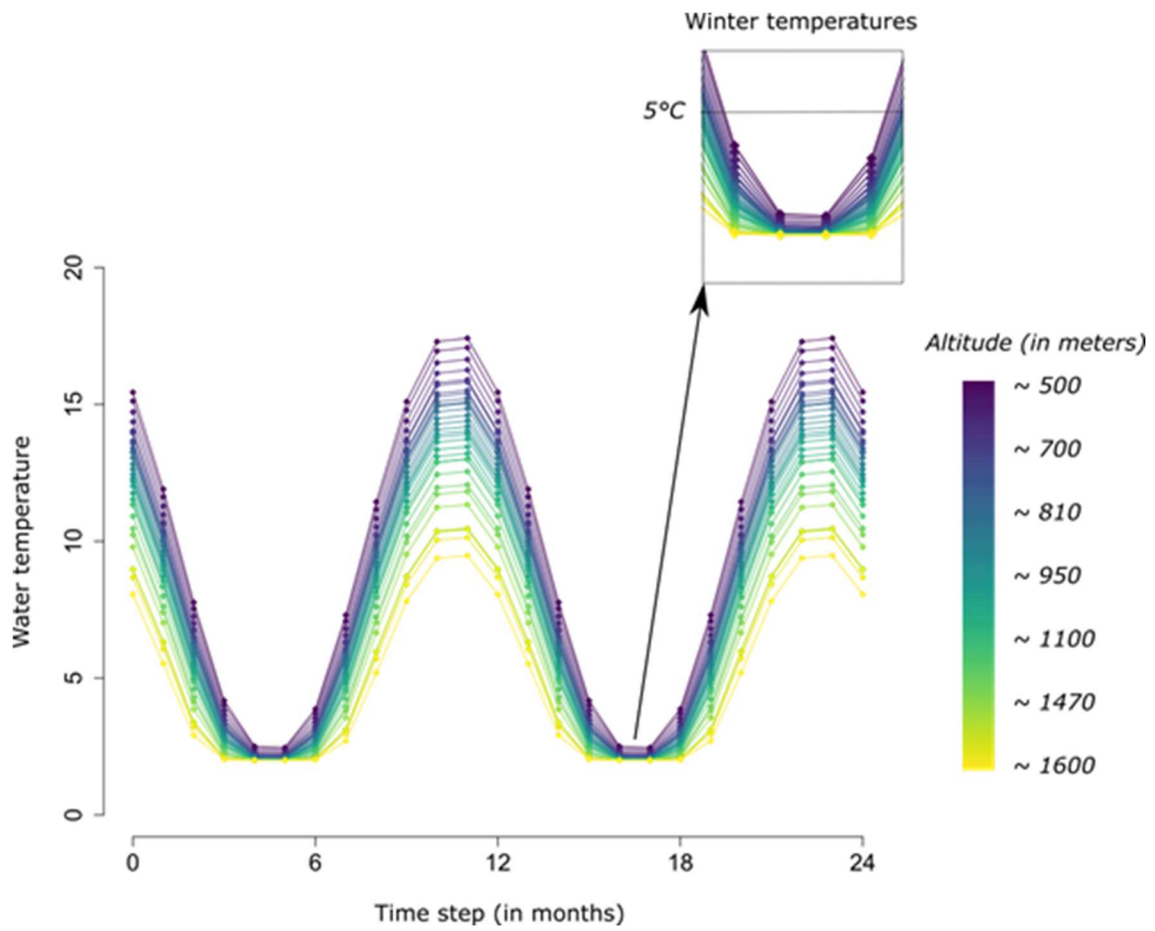 Winter temperatures
5°C
20
15
10
5
0
Water temperature
0 6 12 18 24
Time step (in months)
Altitude (in meters)
~ 500
~ 700
~ 810
~ 950
~ 1100
~ 1470
~ 1600